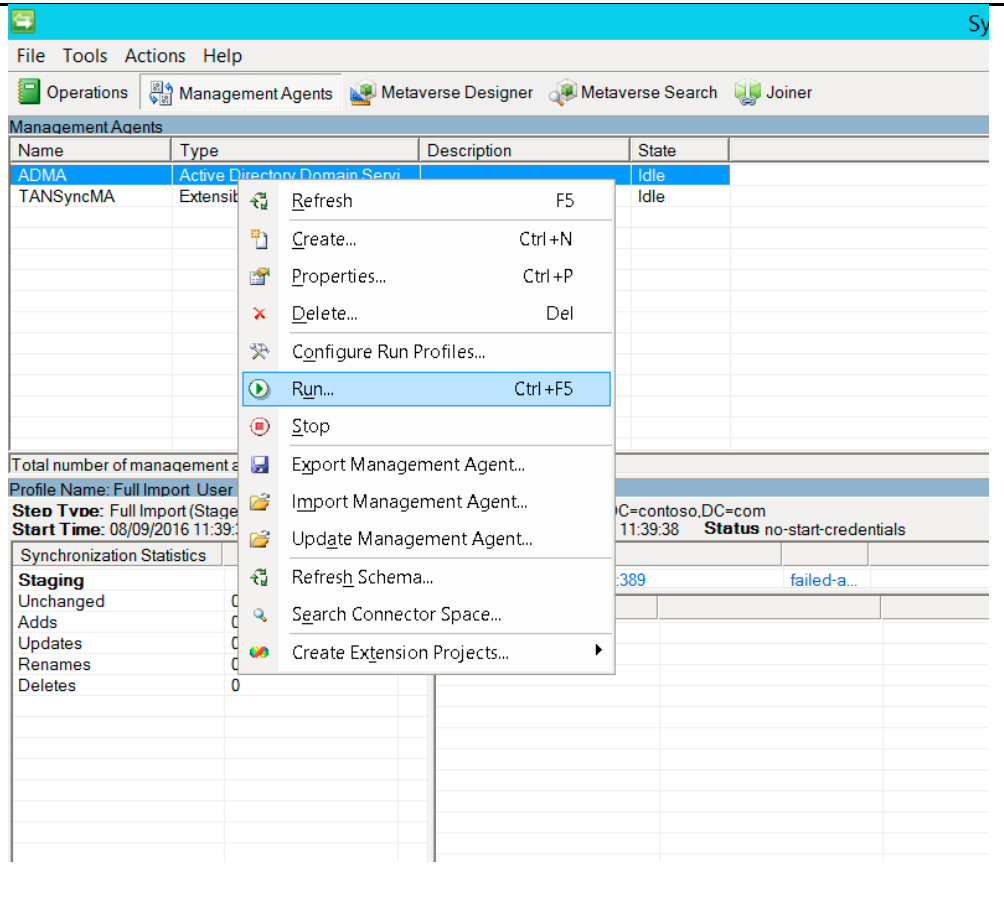 Sy
File Tools Actions Help
Operations Management Agents Metaverse Designer Metaverse Search Joiner
Management Agents
Name Type Description State
ADMA Active Directory Domain Servi... Idle
TANSyncMA Extensib Idle
Refresh F5
Create... Ctrl+N
Properties... Ctrl+P
Delete... Del
Configure Run Profiles...
Run... Ctrl+F5
Stop
Export Management Agent...
Import Management Agent...
Update Management Agent...
Refresh Schema...
Search Connector Space...
Create Extension Projects...
Total number of management a
Profile Name: Full Import User
Step Type: Full Import (Stage DC=contoso,DC=com
Start Time: 08/09/2016 11:39: 11:39:38 Status no-start-credentials
Synchronization Statistics
Staging :389 failed-a...
Unchanged 0
Adds 0
Updates 0
Renames 0
Deletes 0